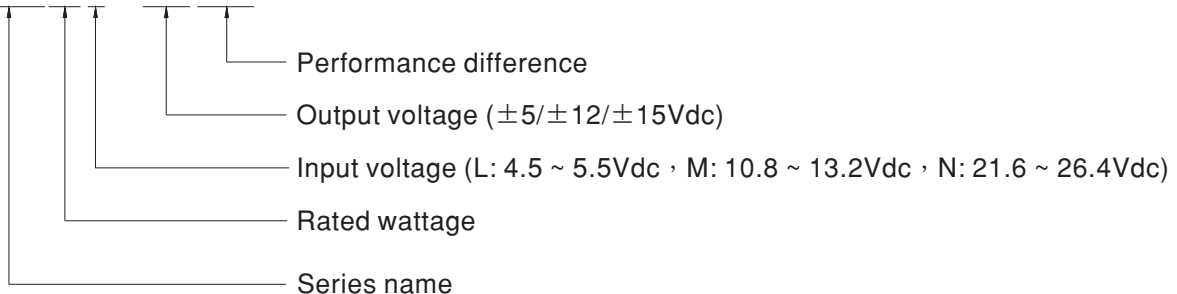 Performance difference
Output voltage (±5/±12/±15Vdc)
Input voltage (L: 4.5 ~ 5.5Vdc，M: 10.8 ~ 13.2Vdc，N: 21.6 ~ 26.4Vdc)
Rated wattage
Series name